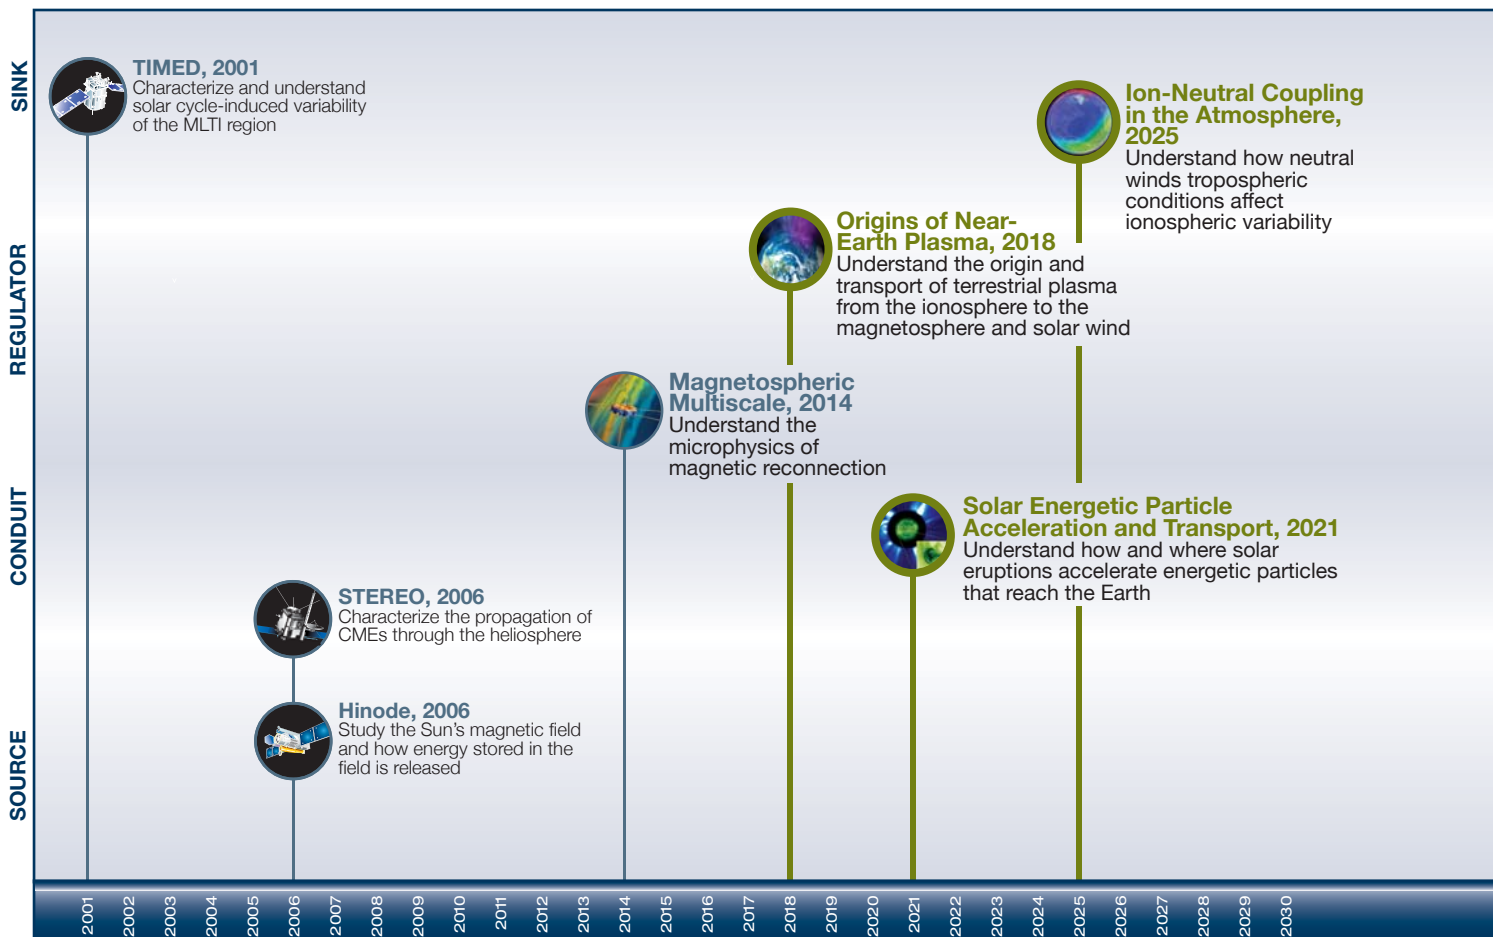 SINK
REGULATOR
CONDUIT
SOURCE
TIMED, 2001
Characterize and understand
solar cycle-induced variability
of the MLTI region
Ion-Neutral Coupling
in the Atmosphere,
2025
Understand how neutral
winds tropospheric
conditions affect
ionospheric variability
Origins of Near-
Earth Plasma, 2018
Understand the origin and
transport of terrestrial plasma
from the ionosphere to the
magnetosphere and solar wind
Magnetospheric
Multiscale, 2014
Understand the
microphysics of
magnetic reconnection
Solar Energetic Particle
Acceleration and Transport, 2021
Understand how and where solar
eruptions accelerate energetic particles
that reach the Earth
STEREO, 2006
Characterize the propagation of
CMEs through the heliosphere
Hinode, 2006
Study the Sun's magnetic field
and how energy stored in the
field is released
2001
2002
2003
2004
2005
2006
2007
2008
2009
2010
2011
2012
2013
2014
2015
2016
2017
2018
2019
2020
2021
2022
2023
2024
2025
2026
2027
2028
2029
2030